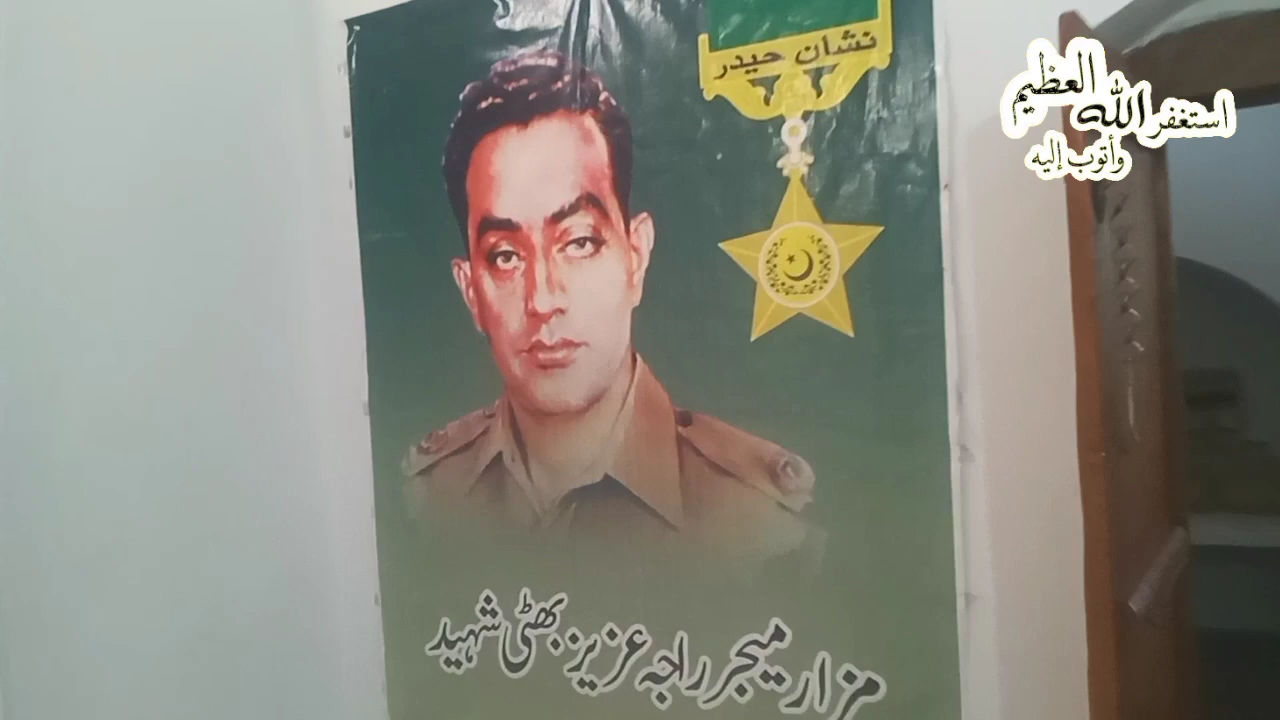 نشان حیدر
استغفر الله العظيم
وأتوب إليه
مزار میجر راجہ عزیز بھٹی شہید